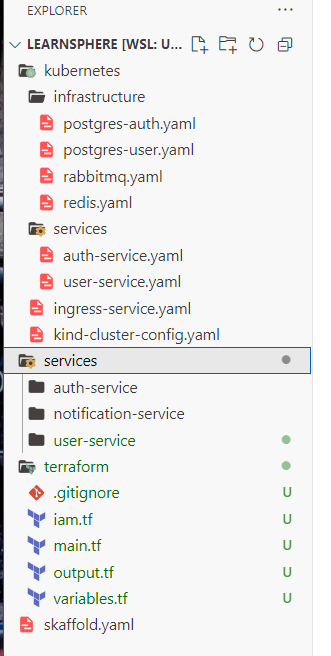 EXPLORER ...
LEARNSPHERE [WSL: U...
kubernetes
infrastructure
postgres-auth.yaml
postgres-user.yaml
rabbitmq.yaml
redis.yaml
services
auth-service.yaml
user-service.yaml
ingress-service.yaml
kind-cluster-config.yaml
services
auth-service
notification-service
user-service
terraform
.gitignore U
iam.tf U
main.tf U
output.tf U
variables.tf U
skaffold.yaml